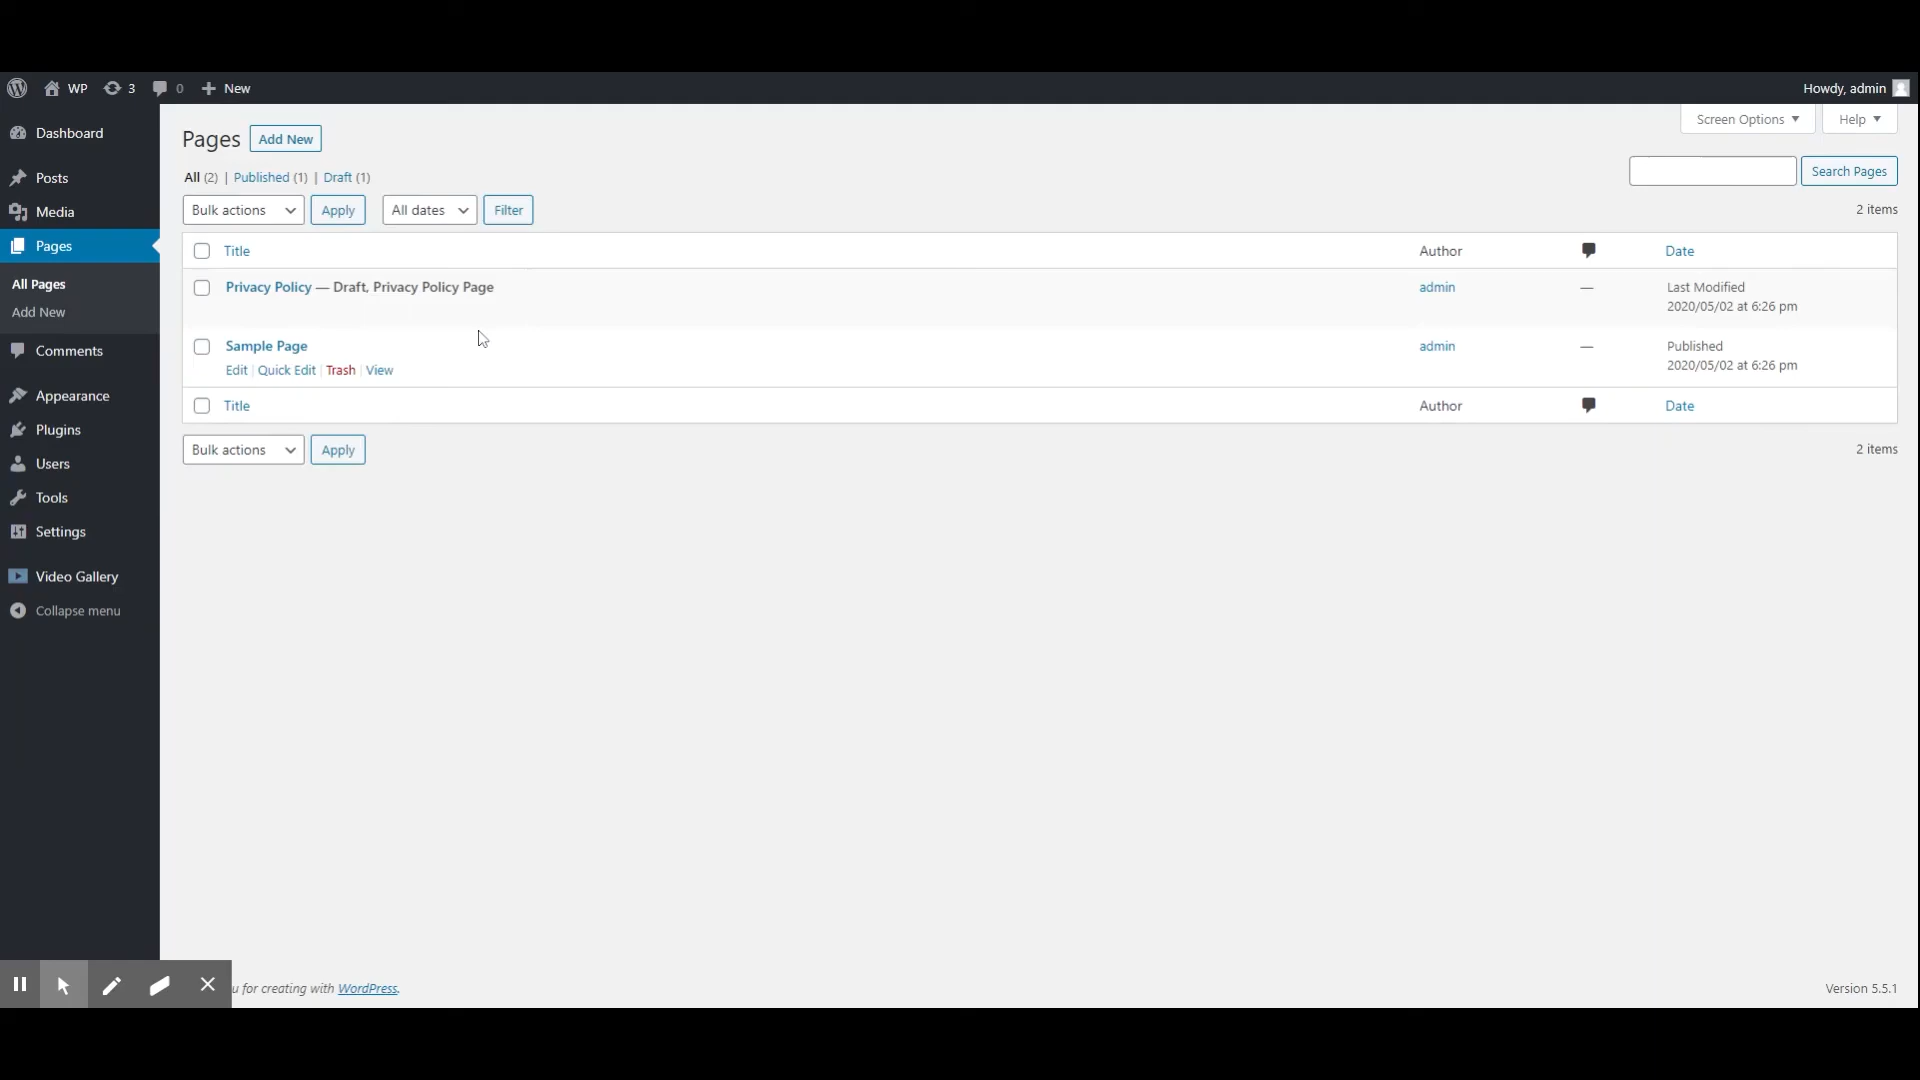 WP 3 0 New Howdy, admin
Dashboard
Posts
Media
Pages
All Pages
Add New
Comments
Appearance
Plugins
Users
Tools
Settings
Video Gallery
Collapse menu
Screen Options Help
Pages Add New
All (2) | Published (1) | Draft (1)
Search Pages
Bulk actions Apply All dates Filter 2 items
Title Author Date
Privacy Policy — Draft, Privacy Policy Page admin — Last Modified
2020/05/02 at 6:26 pm
Sample Page admin — Published
2020/05/02 at 6:26 pm
Edit | Quick Edit | Trash | View
Title Author Date
Bulk actions Apply 2 items
u for creating with WordPress. Version 5.5.1